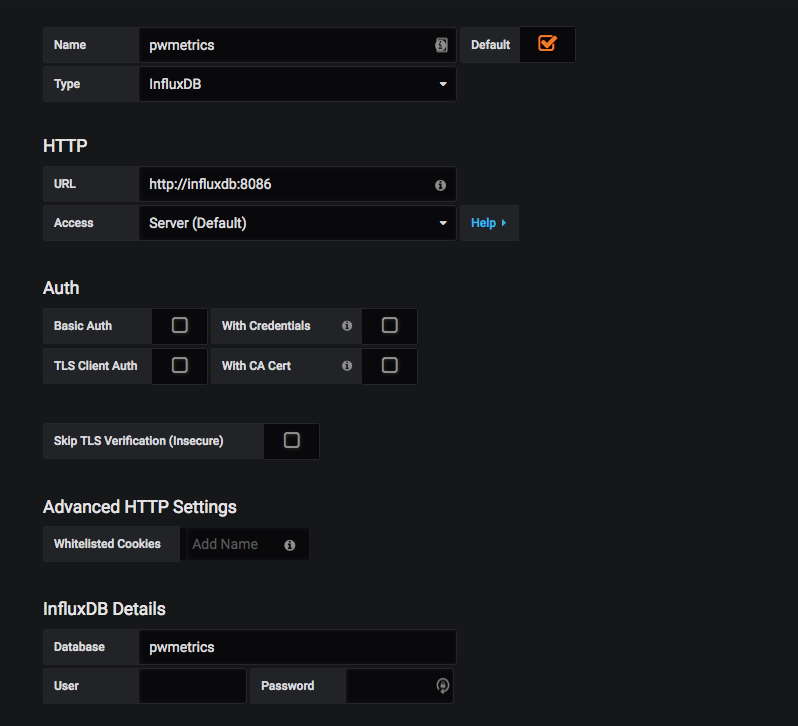 Name pwmetrics Default
Type InfluxDB
HTTP
URL http://influxdb:8086
Access Server (Default) Help
Auth
Basic Auth With Credentials
TLS Client Auth With CA Cert
Skip TLS Verification (Insecure)
Advanced HTTP Settings
Whitelisted Cookies Add Name
InfluxDB Details
Database pwmetrics
User Password